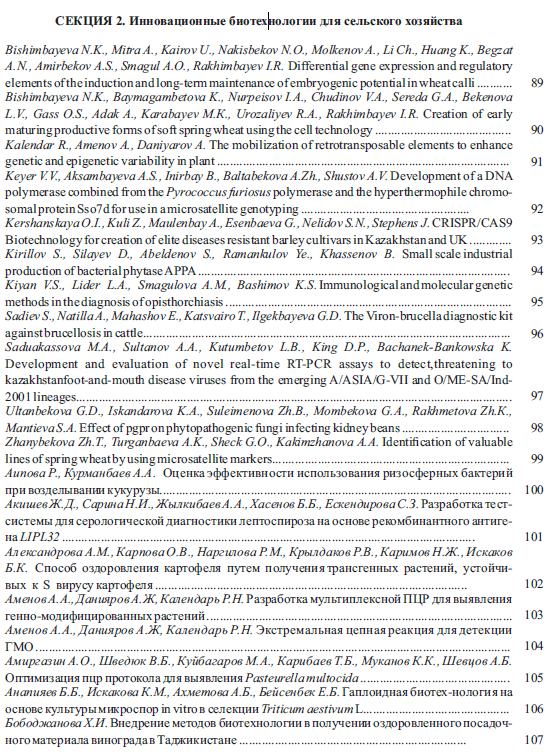 СЕКЦИЯ 2. Инновационные биотехнологии для сельского хозяйства
Bishimbayeva N.K., Mitra A., Kairov U., Nakisbekov N.O., Molkenov A., Li Ch., Huang K., Begzat
A.N., Amirbekov A.S., Smagul A.O., Rakhimbayev I.R. Differential gene expression and regulatory
elements of the induction and long-term maintenance of embryogenic potential in wheat calli ........... 89
Bishimbayeva N.K., Baymagambetova K., Nurpeisov I.A., Chudinov V.A., Sereda G.A., Bekenova
L.V., Gass O.S., Adak A., Karabayev M.K., Urozaliyev R.A., Rakhimbayev I.R. Creation of early
maturing productive forms of soft spring wheat using the cell technology ........... 90
Kalendar R., Amenov A., Daniyarov A. The mobilization of retrotransposable elements to enhance
genetic and epigenetic variability in plant ........... 91
Keyer V.V., Aksambayeva A.S., Inirbay B., Baltabekova A.Zh., Shustov A.V. Development of a DNA
polymerase combined from the Pyrococcus furiosus polymerase and the hyperthermophile chromo-
somal protein Sso7d for use in a microsatellite genotyping ........... 92
Kershanskaya O.I., Kuli Z., Maulenbay A., Esenbaeva G., Nelidov S.N., Stephens J. CRISPR/CAS9
Biotechnology for creation of elite diseases resistant barley cultivars in Kazakhstan and UK ........... 93
Kirillov S., Silayev D., Abeldenov S., Ramankulov Ye., Khassenov B. Small scale industrial
production of bacterial phytase APPA ........... 94
Kiyan V.S., Lider L.A., Smagulova A.M., Bashimov K.S. Immunological and molecular genetic
methods in the diagnosis of opisthorchiasis ........... 95
Sadiev S., Natilla A., Mahashov E., Katsvairo T., Ilgekbayeva G.D. The Viron-brucella diagnostic kit
against brucellosis in cattle........... 96
Saduakassova M.A., Sultanov A.A., Kutumbetov L.B., King D.P., Bachanek-Bankowska K.
Development and evaluation of novel real-time RT-PCR assays to detect,threatening to
kazakhstanfoot-and-mouth disease viruses from the emerging A/ASIA/G-VII and O/ME-SA/Ind-
2001 lineages........... 97
Ultanbekova G.D., Iskandarova K.A., Suleimenova Zh.B., Mombekova G.A., Rakhmetova Zh.K.,
Mantieva S.A. Effect of pgpr on phytopathogenic fungi infecting kidney beans ........... 98
Zhanybekova Zh.T., Turganbaeva A.K., Sheck G.O., Kakimzhanova A.A. Identification of valuable
lines of spring wheat by using microsatellite markers........... 99
Аипова Р., Курманбаев А.А. Оценка эффективности использования ризосферных бактерий
при возделывании кукурузы........... 100
Акишев Ж.Д., Сарина Н.И., Жылкибаев А.А., Хасенов Б.Б., Ескендирова С.З. Разработка тест-
системы для серологической диагностики лептоспироза на основе рекомбинантного антиге-
на LIPL32 ........... 101
Александрова А.М., Карпова О.В., Наргилова Р.М., Крылдаков Р.В., Каримов Н.Ж., Искаков
Б.К. Способ оздоровления картофеля путем получения трансгенных растений, устойчи-
вых к S вирусу картофеля ........... 102
Аменов А.А., Данияров А.Ж, Календарь Р.Н. Разработка мультиплексной ПЦР для выявления
генно-модифицированных растений ........... 103
Аменов А.А., Данияров А.Ж, Календарь Р.Н. Экстремальная цепная реакция для детекции
ГМО ........... 104
Амиргазин А.О., Шведюк В.Б., Куйбагаров М.А., Карибаев Т.Б., Муканов К.К., Шевцов А.Б.
Оптимизация пцр протокола для выявления Pasteurella multocida ........... 105
Ананияев Б.Б., Искакова К.М., Ахметова А.Б., Бейсенбек Е.Б. Гаплоидная биотех-нология на
основе культуры микроспор in vitro в селекции Triticum aestivum L........... 106
Бободжанова Х.И. Внедрение методов биотехнологии в получении оздоровленного посадоч-
ного материала винограда в Таджикистане ........... 107